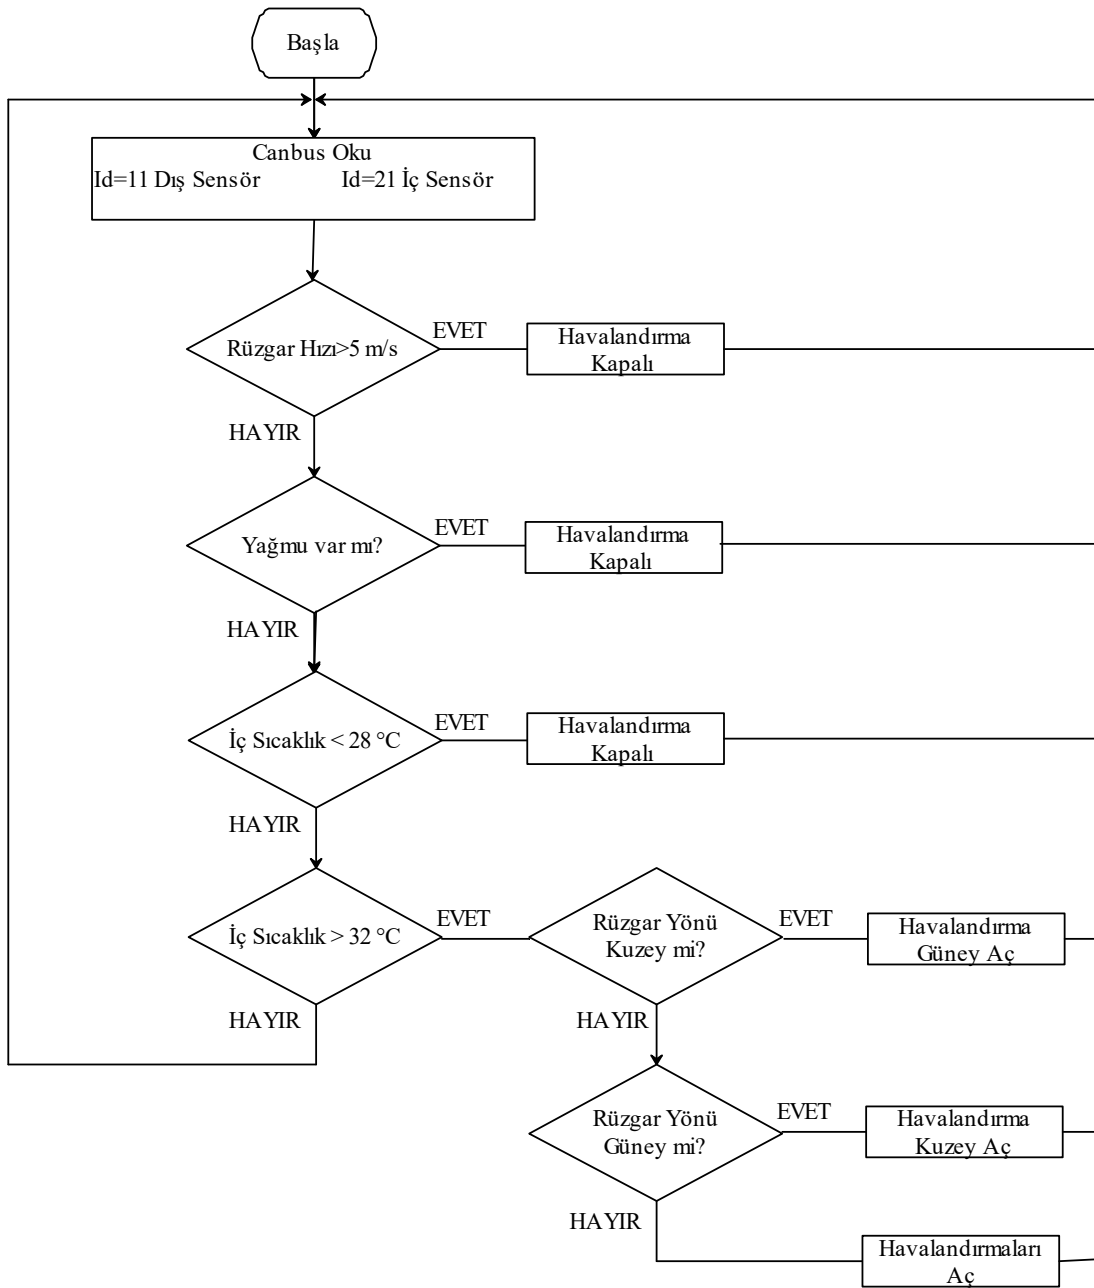 Başla
Canbus Oku
Id=11 Dış Sensör Id=21 İç Sensör
Rüzgar Hızı>5 m/s
EVET
Havalandırma
Kapalı
HAYIR
Yağmu var mı?
EVET
Havalandırma
Kapalı
HAYIR
İç Sıcaklık < 28 °C
EVET
Havalandırma
Kapalı
HAYIR
İç Sıcaklık > 32 °C
EVET
Rüzgar Yönü
Kuzey mi?
EVET
Havalandırma
Güney Aç
HAYIR
HAYIR
Rüzgar Yönü
Güney mi?
EVET
Havalandırma
Kuzey Aç
HAYIR
Havalandırmaları
Aç